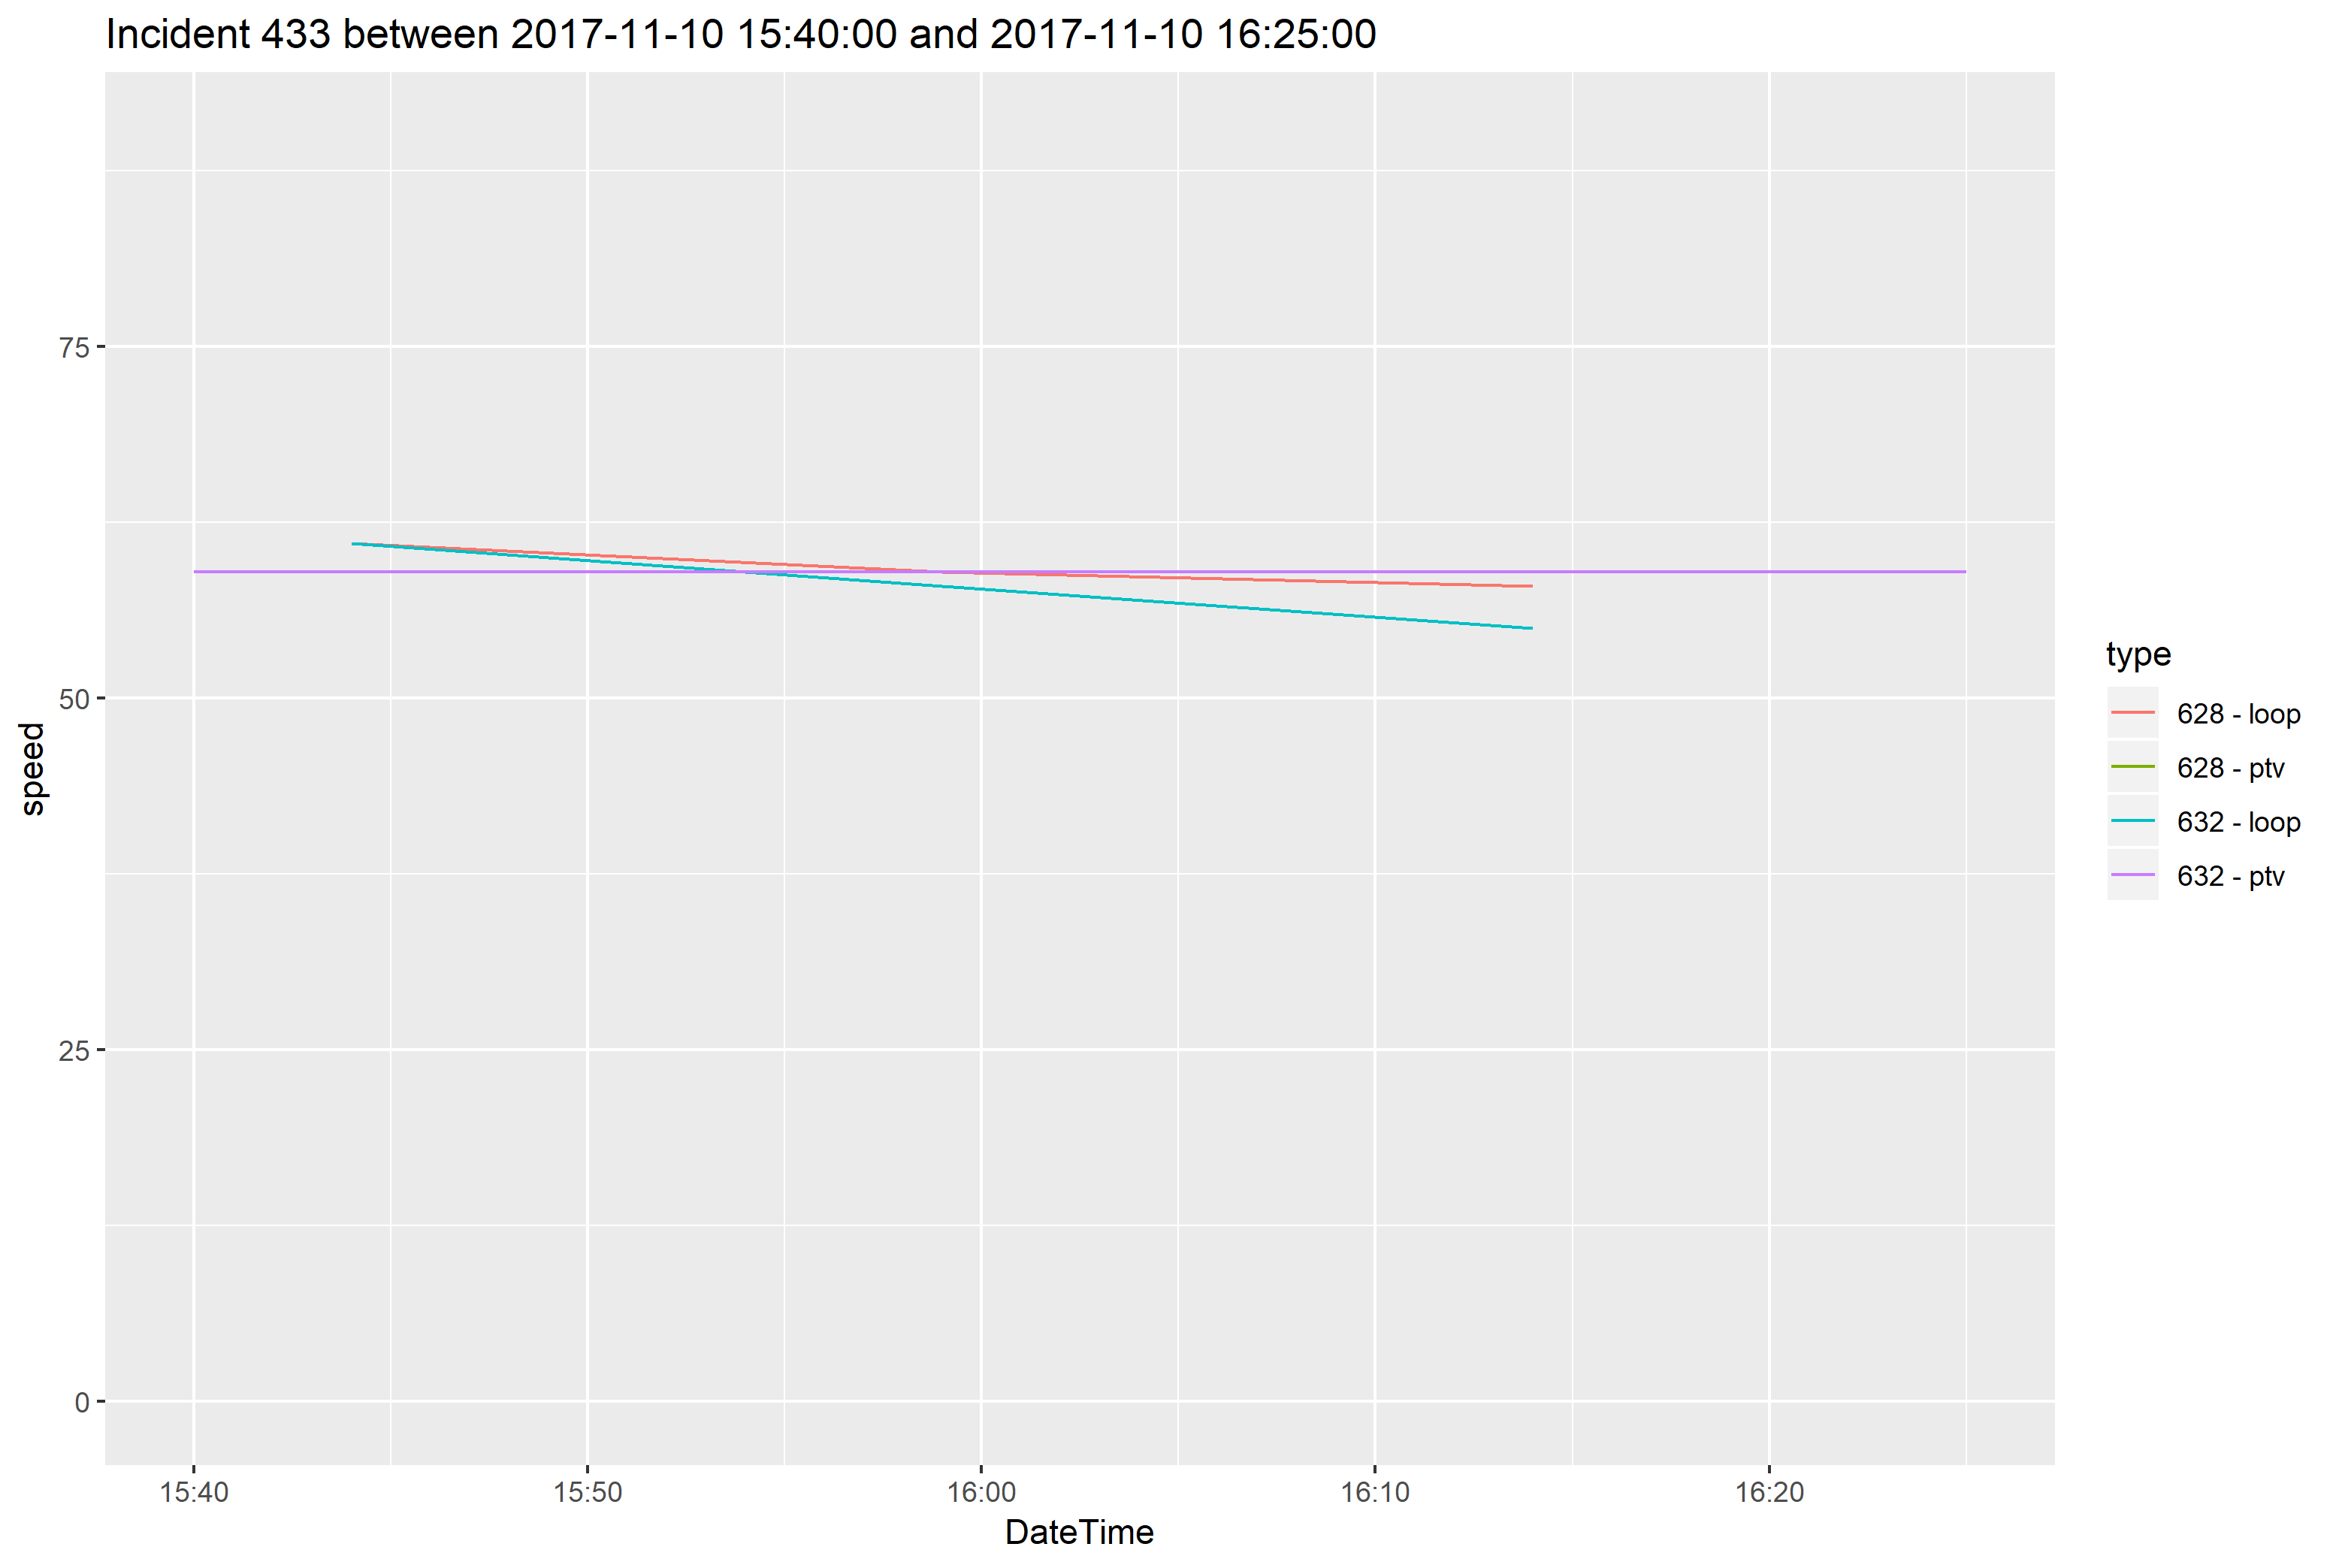 Incident 433 between 2017-11-10 15:40:00 and 2017-11-10 16:25:00
75
50
25
0
speed
15:40
15:50
16:00
16:10
16:20
DateTime
type
628 - loop
628 - ptv
632 - loop
632 - ptv